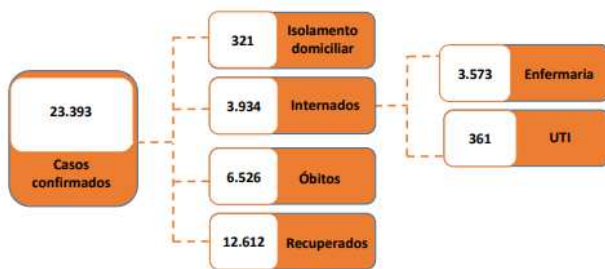 23.393
Casos
confirmados
321
Isolamento
domiciliar
3.934
Internados
6.526
Óbitos
12.612
Recuperados
3.573
Enfermaria
361
UTI